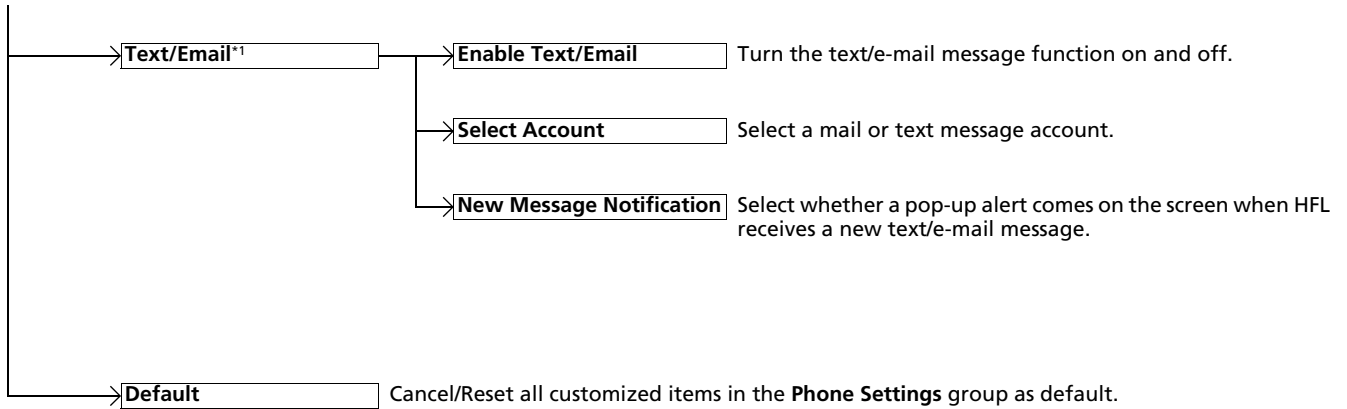 Text/Email*1
Enable Text/Email
Turn the text/e-mail message function on and off.
Select Account
Select a mail or text message account.
New Message Notification
Select whether a pop-up alert comes on the screen when HFL
receives a new text/e-mail message.
Default
Cancel/Reset all customized items in the Phone Settings group as default.